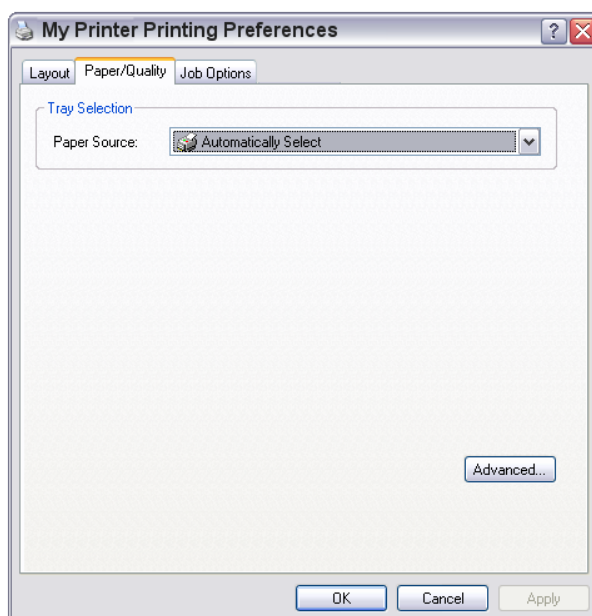 My Printer Printing Preferences
Layout Paper/Quality Job Options
Tray Selection
Paper Source: Automatically Select
Advanced...
OK Cancel Apply